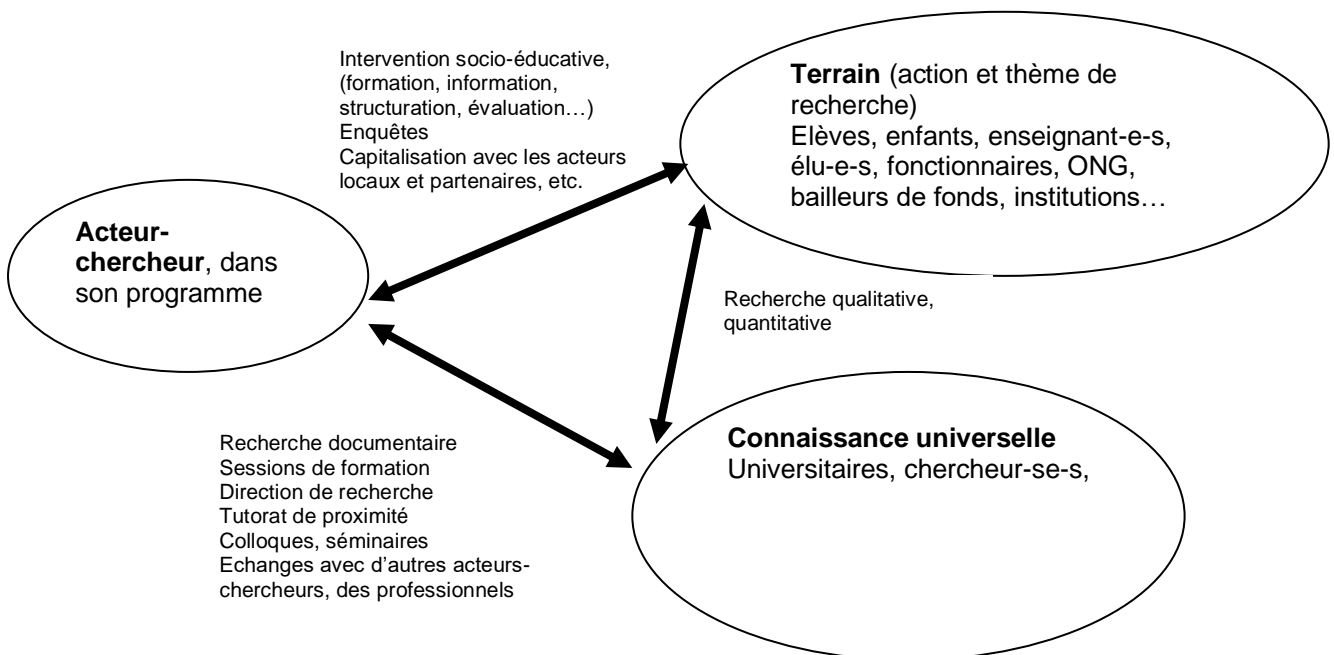 Intervention socio-éducative,
(formation, information,
structuration, évaluation…)
Enquêtes
Capitalisation avec les acteurs
locaux et partenaires, etc.
Terrain (action et thème de
recherche)
Elèves, enfants, enseignant-e-s,
élu-e-s, fonctionnaires, ONG,
bailleurs de fonds, institutions…
Acteur-
chercheur, dans
son programme
Recherche qualitative,
quantitative
Recherche documentaire
Sessions de formation
Direction de recherche
Tutorat de proximité
Colloques, séminaires
Echanges avec d'autres acteurs-
chercheurs, des professionnels
Connaissance universelle
Universitaires, chercheur-se-s,